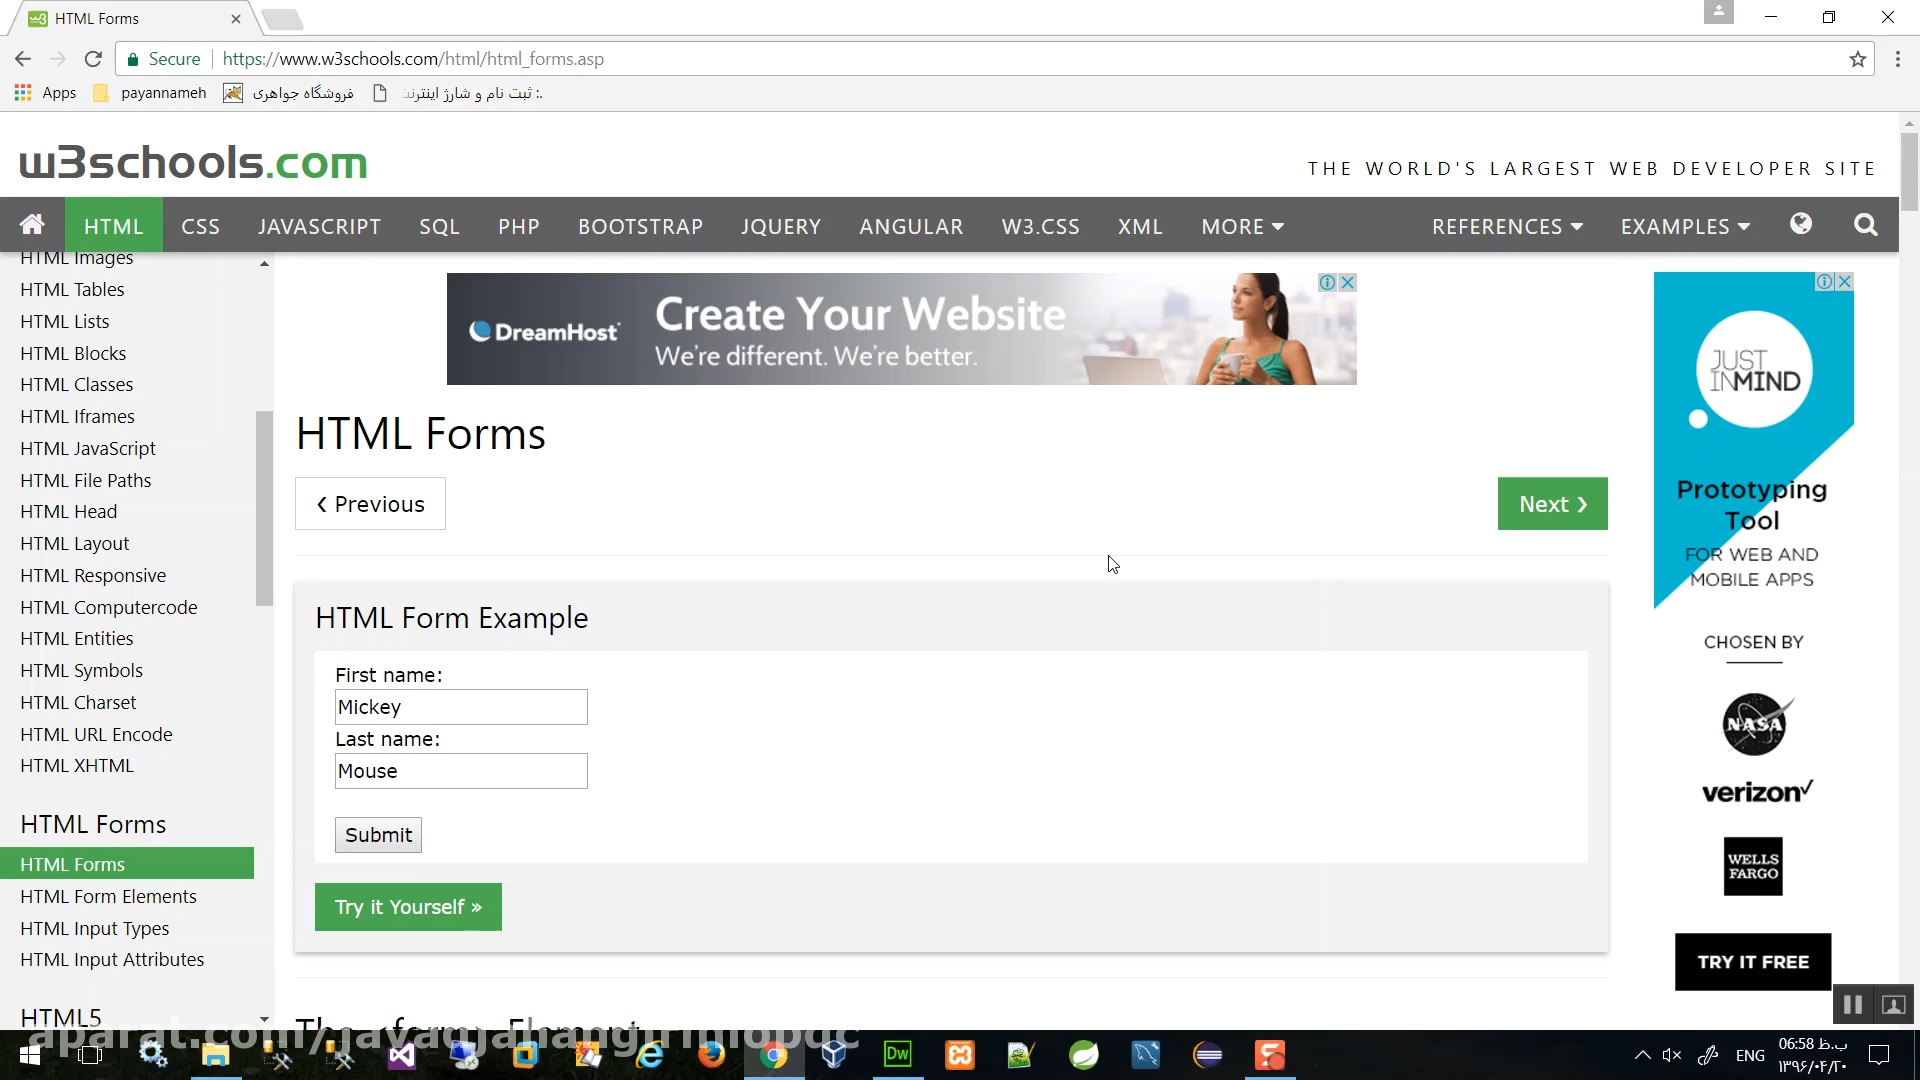 HTML Forms
Secure
https://www.w3schools.com/html/html_forms.asp
Apps
payannameh
فروشگاه جواهری
ثبت نام و شارژ اینترنت :.
w3schools.com
THE WORLD'S LARGEST WEB DEVELOPER SITE
HTML CSS JAVASCRIPT SQL PHP BOOTSTRAP JQUERY ANGULAR W3.CSS XML MORE REFERENCES EXAMPLES
HTML Images
HTML Tables
HTML Lists
HTML Blocks
HTML Classes
HTML Iframes
HTML JavaScript
HTML File Paths
HTML Head
HTML Layout
HTML Responsive
HTML Computercode
HTML Entities
HTML Symbols
HTML Charset
HTML URL Encode
HTML XHTML
HTML Forms
HTML Forms
HTML Form Elements
HTML Input Types
HTML Input Attributes
HTML5
DreamHost
Create Your Website
We're different. We're better.
HTML Forms
❮ Previous
Next ❯
HTML Form Example
First name:
Mickey
Last name:
Mouse
Submit
Try it Yourself »
The <form> Element
JUST
INMIND
Prototyping
Tool
FOR WEB AND
MOBILE APPS
CHOSEN BY
NASA
verizon✓
WELLS
FARGO
TRY IT FREE
Dw
ENG
06:58 ب.ظ
۱۳۹۶/۰۴/۲۰